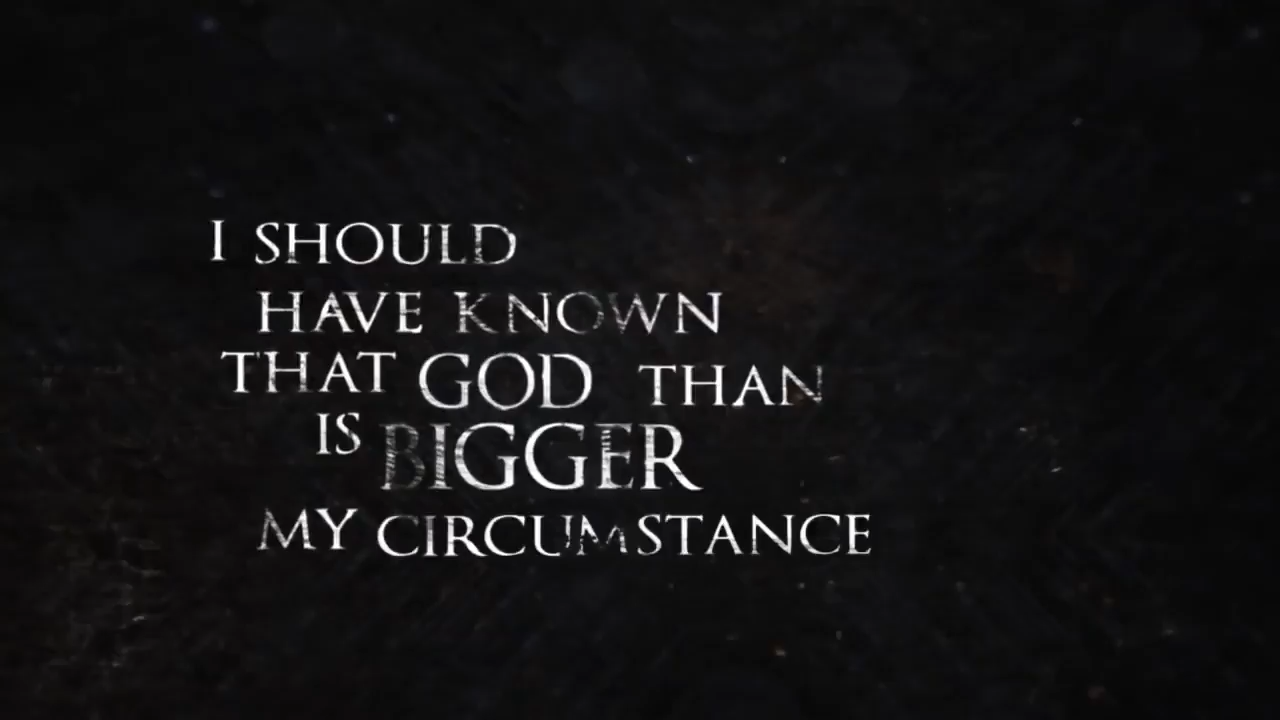 I SHOULD
HAVE KNOWN
THAT GOD THAN
IS BIGGER
MY CIRCUMSTANCE